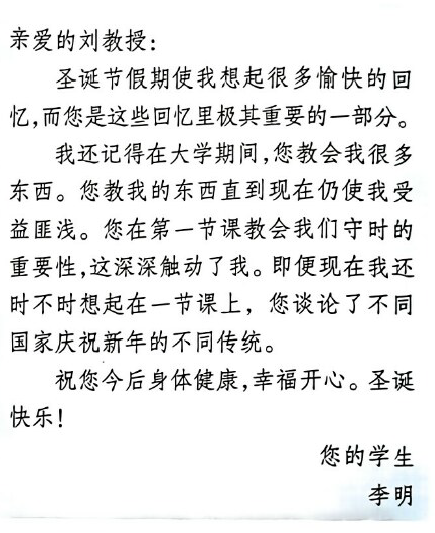 亲爱的刘教授:
圣诞节假期使我想起很多愉快的回
忆,而您是这些回忆里极其重要的一部分。
我还记得在大学期间,您教会我很多
东西。您教我的东西直到现在仍使我受
益匪浅。您在第一节课教会我们守时的
重要性,这深深触动了我。即便现在我还
时不时想起在一节课上，您谈论了不同
国家庆祝新年的不同传统。
祝您今后身体健康,幸福开心。圣诞
快乐!
您的学生
李明